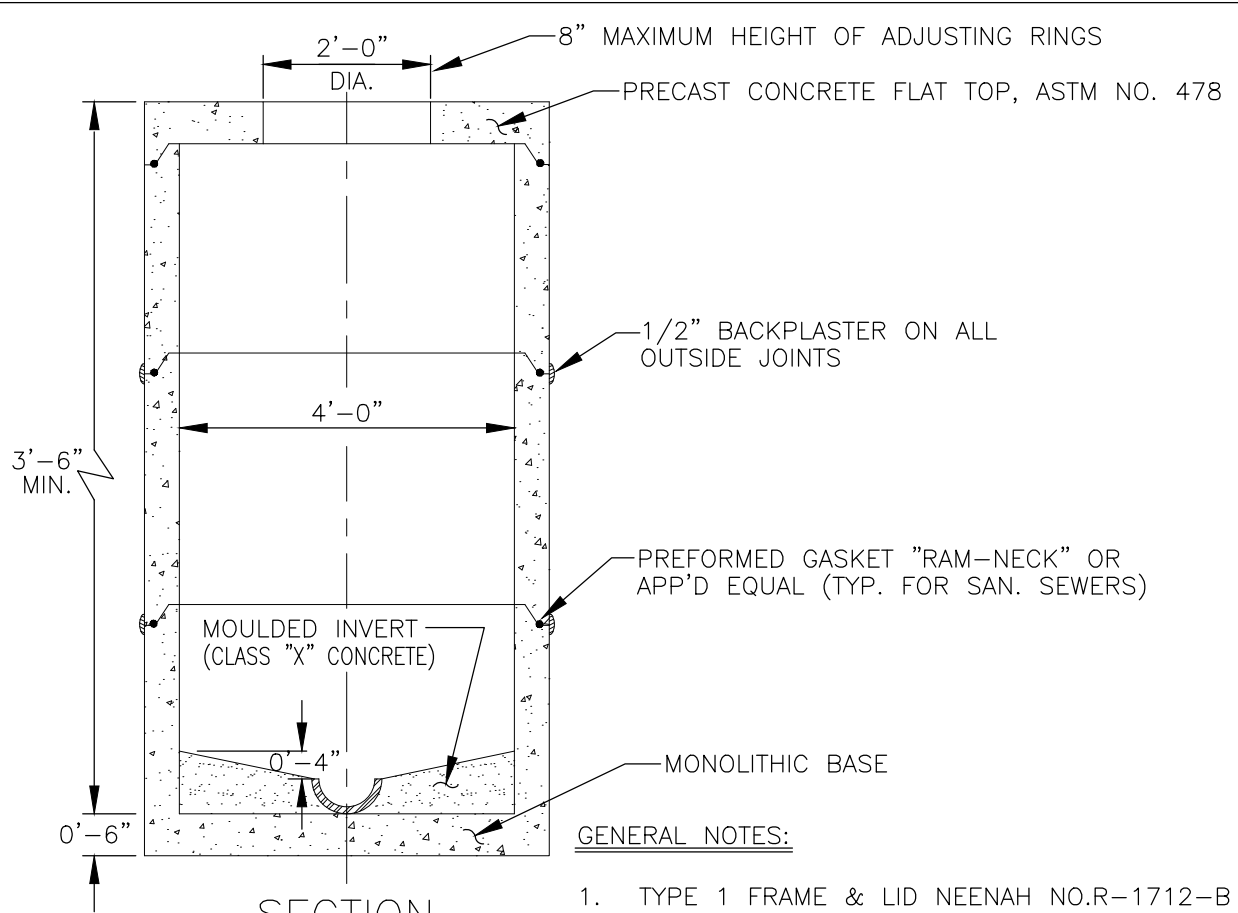 2'-0"
DIA.
8" MAXIMUM HEIGHT OF ADJUSTING RINGS
PRECAST CONCRETE FLAT TOP, ASTM NO. 478
1/2" BACKPLASTER ON ALL
OUTSIDE JOINTS
4'-0"
3'-6"
MIN.
PREFORMED GASKET "RAM-NECK" OR
APP'D EQUAL (TYP. FOR SAN. SEWERS)
MOULDED INVERT
(CLASS "X" CONCRETE)
0'-4"
MONOLITHIC BASE
0'-6"
GENERAL NOTES:
1. TYPE 1 FRAME & LID NEENAH NO.R-1712-B
SECTION